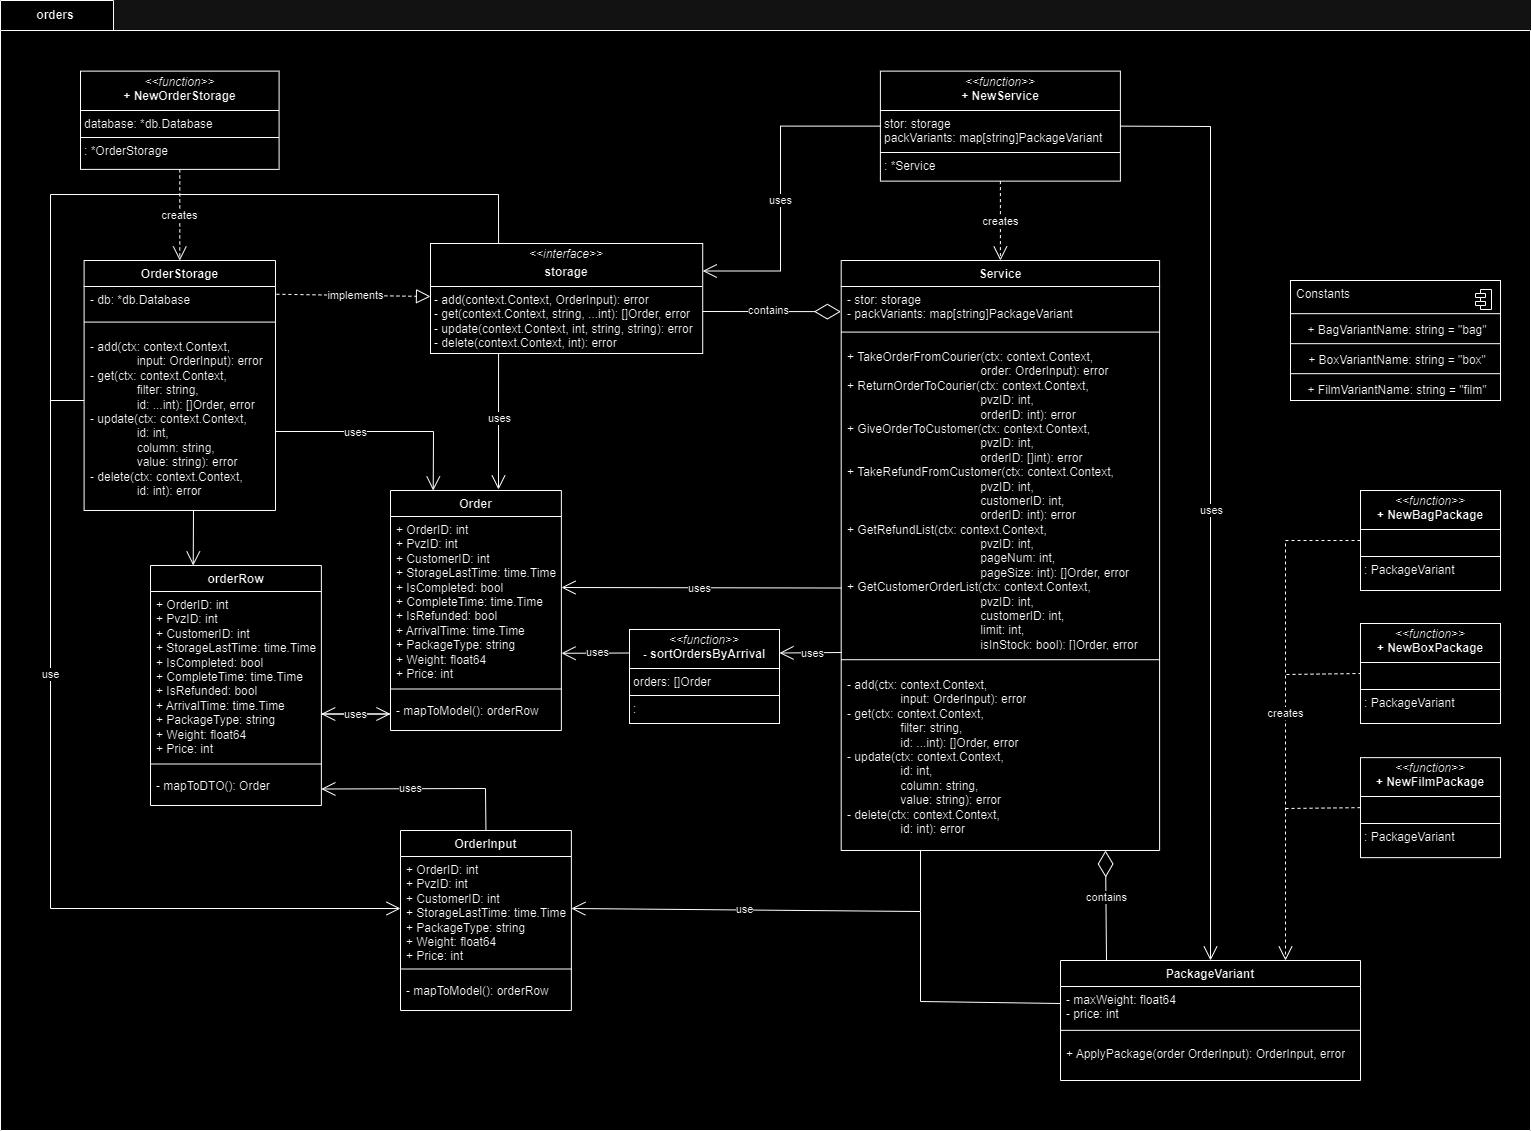 orders
<<function>>
+ NewOrderStorage
database: *db.Database
: *OrderStorage
creates
<<function>>
+ NewService
stor: storage
packVariants: map[string]PackageVariant
: *Service
uses
creates
OrderStorage
- db: *db.Database
- add(ctx: context.Context,
input: OrderInput): error
- get(ctx: context.Context,
filter: string,
id: ...int): []Order, error
- update(ctx: context.Context,
id: int,
column: string,
value: string): error
- delete(ctx: context.Context,
id: int): error
implements
<<interface>>
storage
- add(context.Context, OrderInput): error
- get(context.Context, string, ...int): []Order, error
- update(context.Context, int, string, string): error
- delete(context.Context, int): error
contains
Service
- stor: storage
- packVariants: map[string]PackageVariant
+ TakeOrderFromCourier(ctx: context.Context,
order: OrderInput): error
+ ReturnOrderToCourier(ctx: context.Context,
pvzID: int,
orderID: int): error
+ GiveOrderToCustomer(ctx: context.Context,
pvzID: int,
orderID: []int): error
+ TakeRefundFromCustomer(ctx: context.Context,
pvzID: int,
customerID: int,
orderID: int): error
+ GetRefundList(ctx: context.Context,
pvzID: int,
pageNum: int,
pageSize: int): []Order, error
+ GetCustomerOrderList(ctx: context.Context,
pvzID: int,
customerID: int,
limit: int,
isInStock: bool): []Order, error
- add(ctx: context.Context,
input: OrderInput): error
- get(ctx: context.Context,
filter: string,
id: ...int): []Order, error
- update(ctx: context.Context,
id: int,
column: string,
value: string): error
- delete(ctx: context.Context,
id: int): error
Constants
+ BagVariantName: string = "bag"
+ BoxVariantName: string = "box"
+ FilmVariantName: string = "film"
uses
uses
uses
Order
+ OrderID: int
+ PvzID: int
+ CustomerID: int
+ StorageLastTime: time.Time
+ IsCompleted: bool
+ CompleteTime: time.Time
+ IsRefunded: bool
+ ArrivalTime: time.Time
+ PackageType: string
+ Weight: float64
+ Price: int
- mapToModel(): orderRow
uses
<<function>>
- sortOrdersByArrival
orders: []Order
:
uses
uses
orderRow
+ OrderID: int
+ PvzID: int
+ CustomerID: int
+ StorageLastTime: time.Time
+ IsCompleted: bool
+ CompleteTime: time.Time
+ IsRefunded: bool
+ ArrivalTime: time.Time
+ PackageType: string
+ Weight: float64
+ Price: int
- mapToDTO(): Order
use
uses
uses
<<function>>
+ NewBagPackage
: PackageVariant
<<function>>
+ NewBoxPackage
: PackageVariant
<<function>>
+ NewFilmPackage
: PackageVariant
creates
OrderInput
+ OrderID: int
+ PvzID: int
+ CustomerID: int
+ StorageLastTime: time.Time
+ PackageType: string
+ Weight: float64
+ Price: int
- mapToModel(): orderRow
use
contains
PackageVariant
- maxWeight: float64
- price: int
+ ApplyPackage(order OrderInput): OrderInput, error